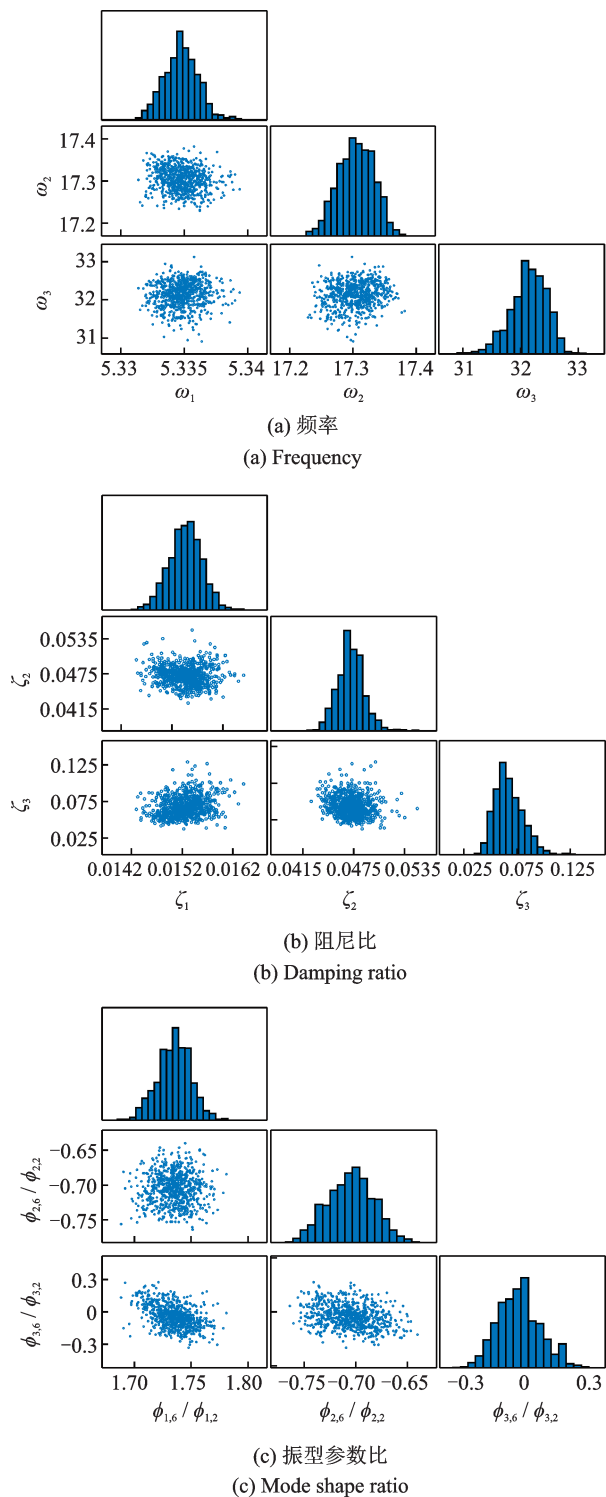 17.4
ω2
17.3
17.2
33
ω3
32
31
5.33 5.335 5.34 17.2 17.3 17.4 31 32 33
ω1 ω2 ω3
(a) 频率
(a) Frequency
0.0535
ζ2
0.0475
0.0415
0.125
ζ3
0.075
0.025
0.0142 0.0152 0.0162 0.0415 0.0475 0.0535 0.025 0.075 0.125
ζ1 ζ2 ζ3
(b) 阻尼比
(b) Damping ratio
−0.65
ϕ2,6 / ϕ2,2
−0.70
−0.75
0.3
ϕ3,6 / ϕ3,2
0
−0.3
1.70 1.75 1.80 −0.75 −0.70 −0.65 −0.3 0 0.3
ϕ1,6 / ϕ1,2 ϕ2,6 / ϕ2,2 ϕ3,6 / ϕ3,2
(c) 振型参数比
(c) Mode shape ratio